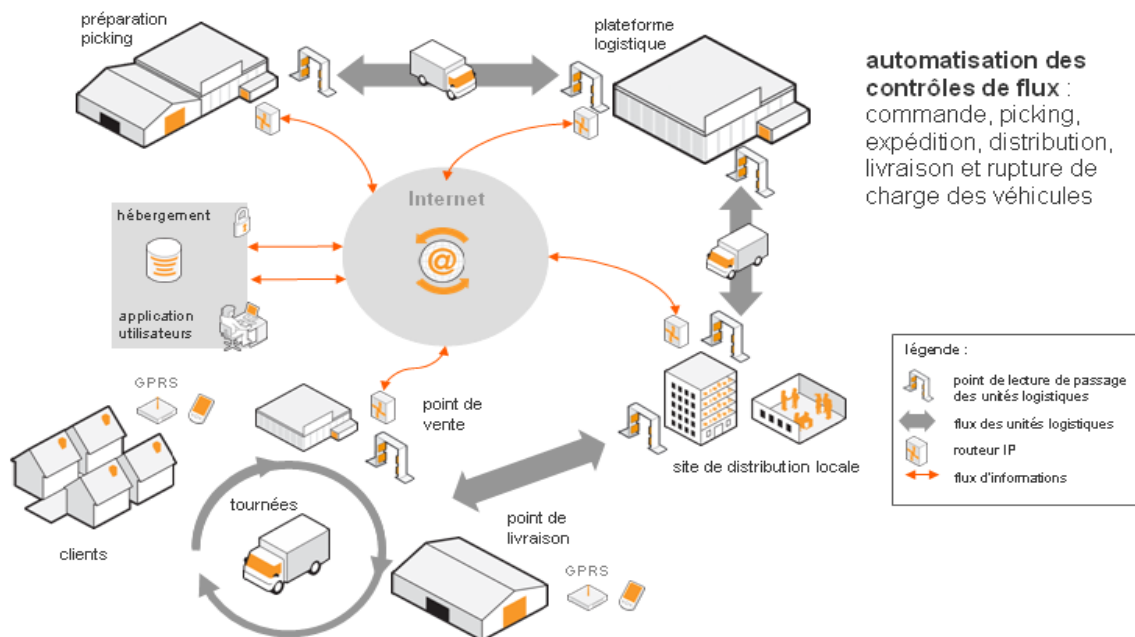 préparation
picking
plateforme
logistique
automatisation des
contrôles de flux :
commande, picking,
expédition, distribution,
livraison et rupture de
charge des véhicules
Internet
@
hébergement
application
utilisateurs
GPRS
point de
vente
site de distribution locale
légende :
point de lecture de passage
des unités logistiques
flux des unités logistiques
routeur IP
flux d'informations
tournées
clients
point de
livraison
GPRS